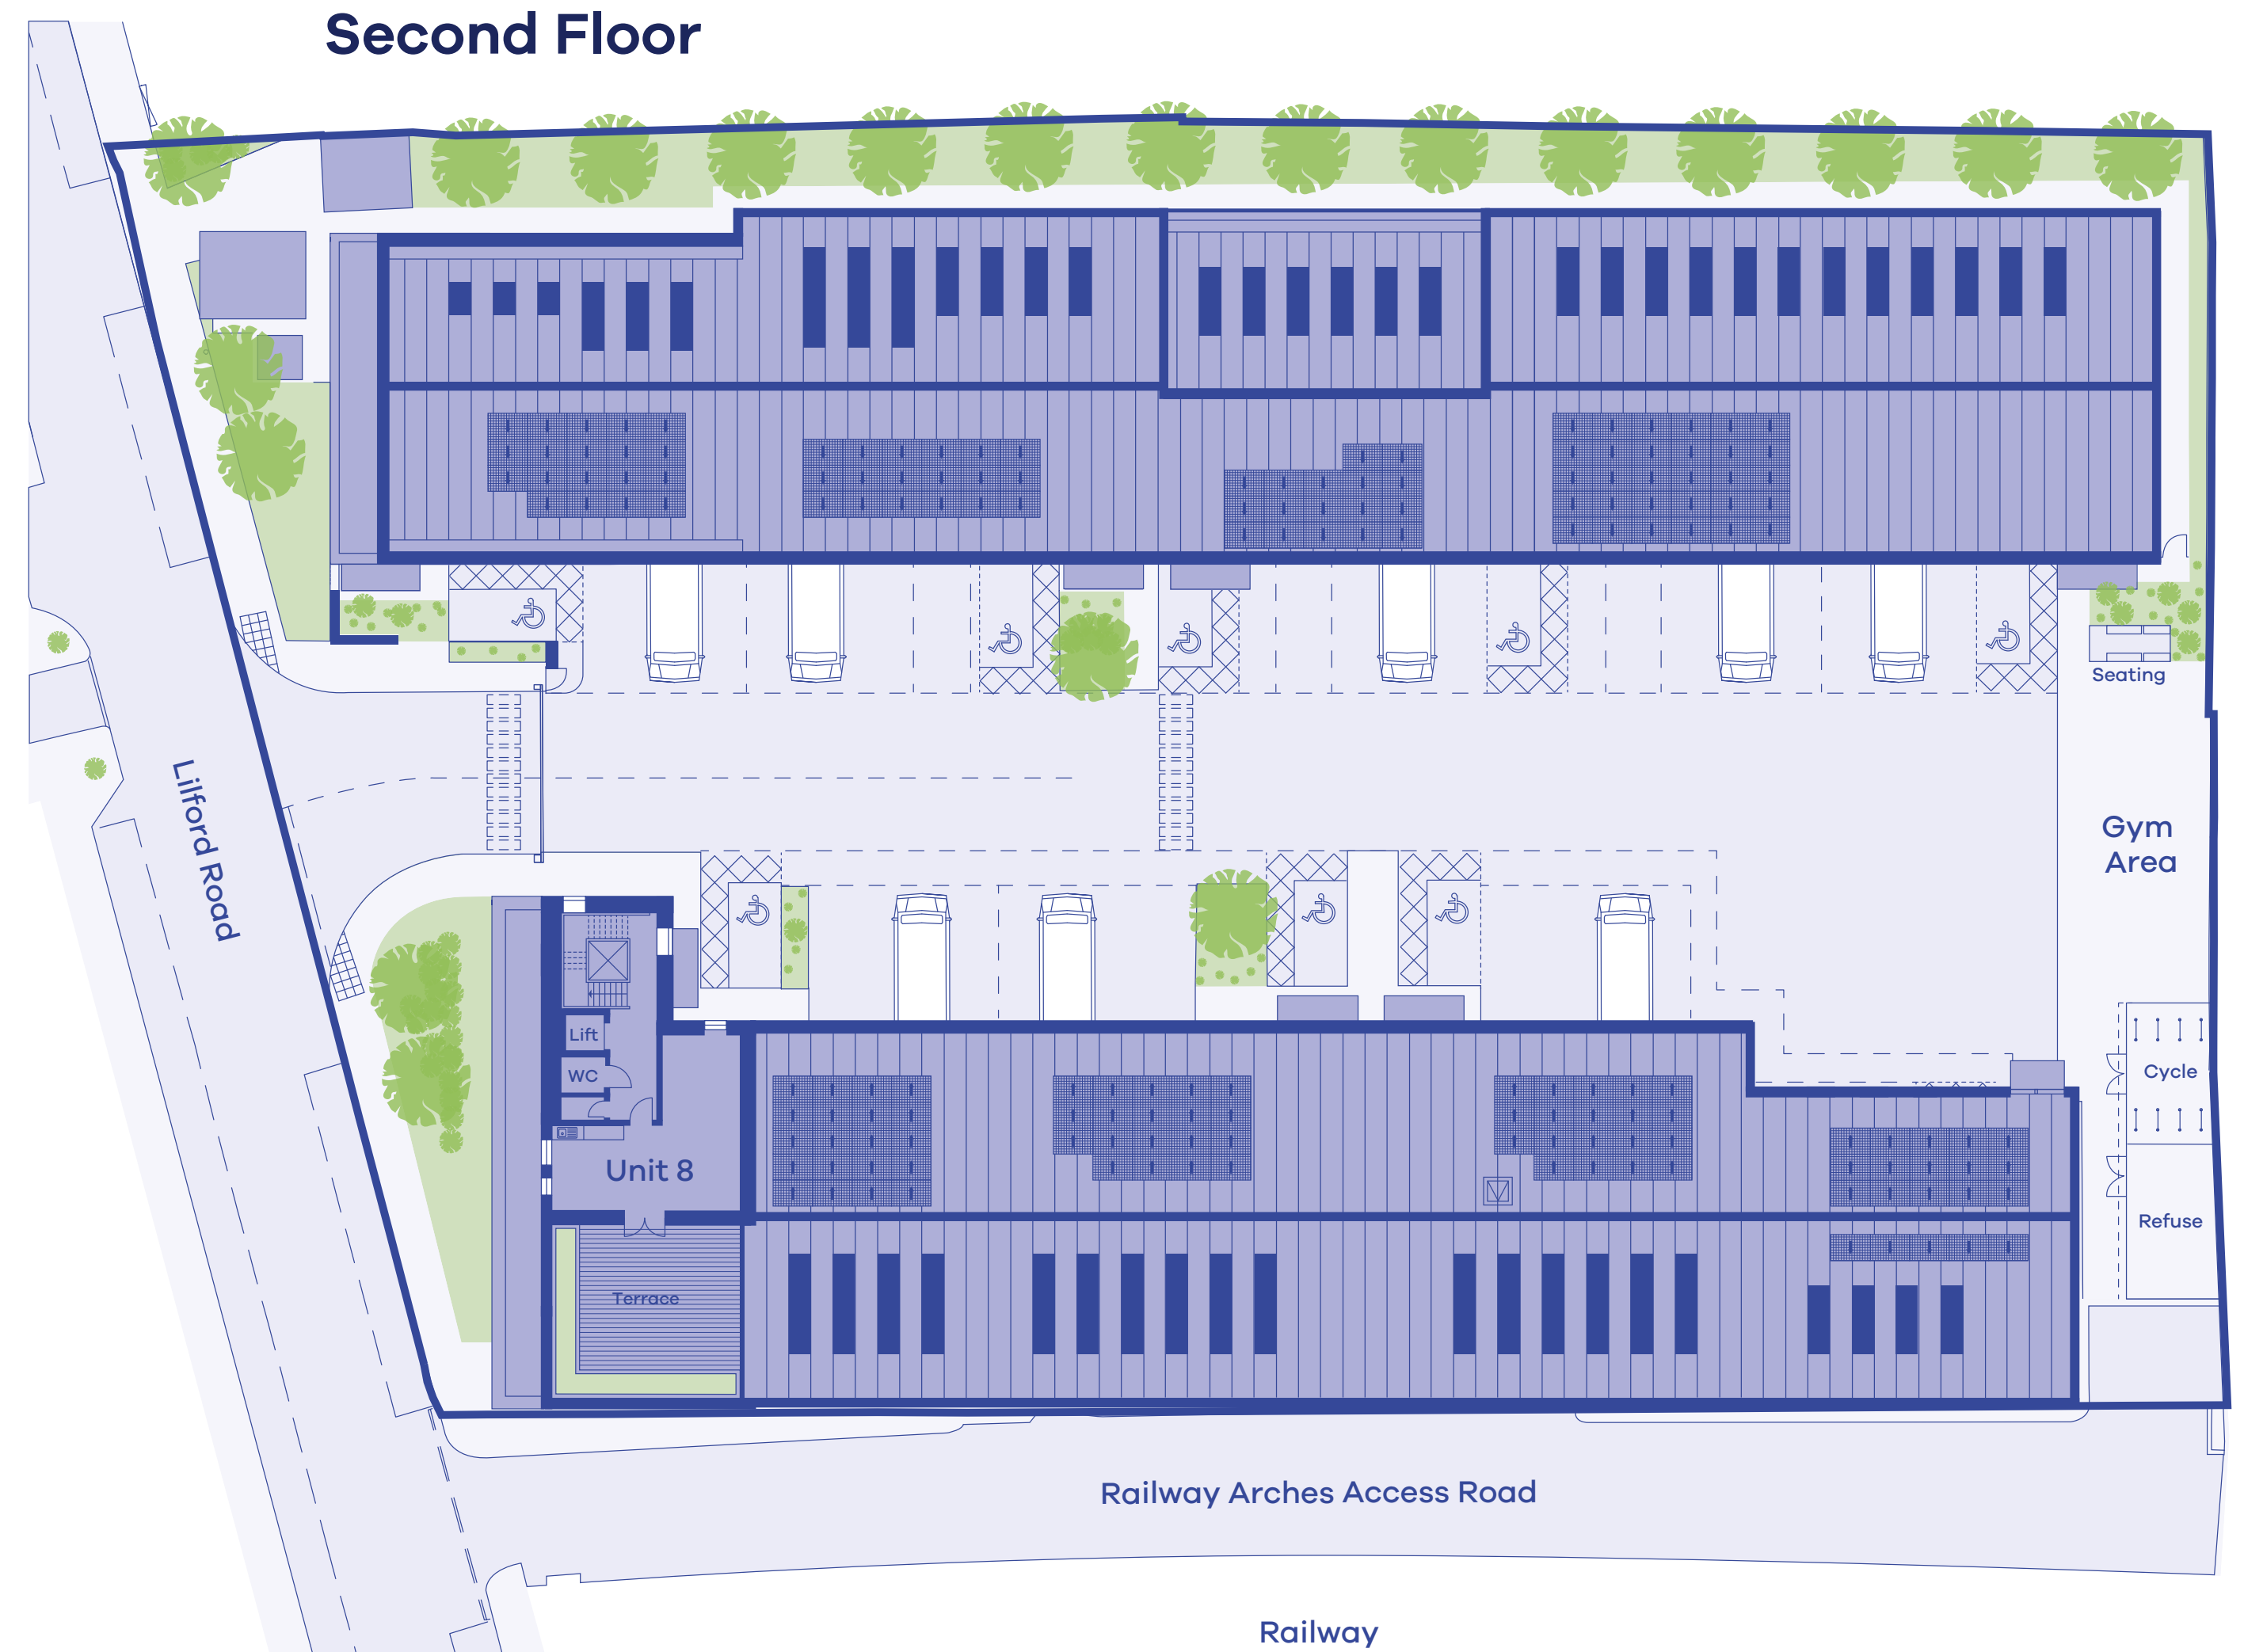 Second Floor
Seating
Lilford Road
Gym
Area
Lift
WC
Cycle
Unit 8
Refuse
Terrace
Railway Arches Access Road
Railway